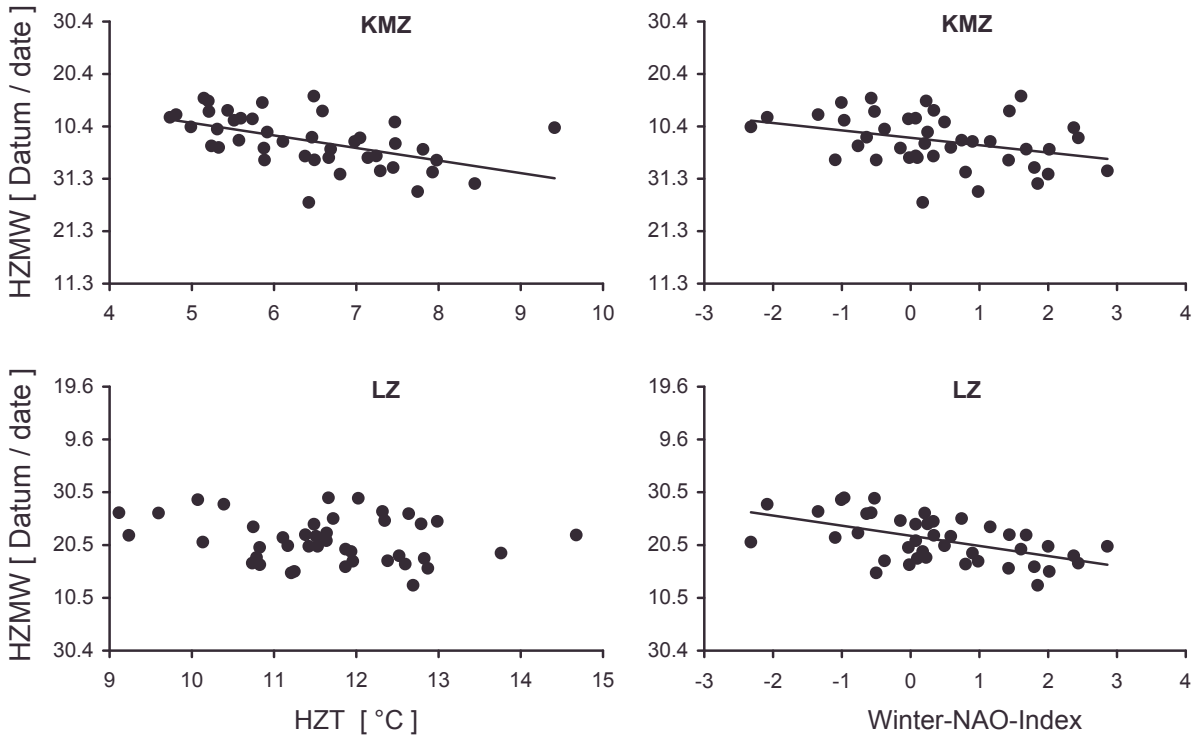 KMZ
HZMW [ Datum / date ]
30.4
20.4
10.4
31.3
21.3
11.3
4 5 6 7 8 9 10
KMZ
30.4
20.4
10.4
31.3
21.3
11.3
-3 -2 -1 0 1 2 3 4
LZ
HZMW [ Datum / date ]
19.6
9.6
30.5
20.5
10.5
30.4
9 10 11 12 13 14 15
HZT [ °C ]
LZ
19.6
9.6
30.5
20.5
10.5
30.4
-3 -2 -1 0 1 2 3 4
Winter-NAO-Index